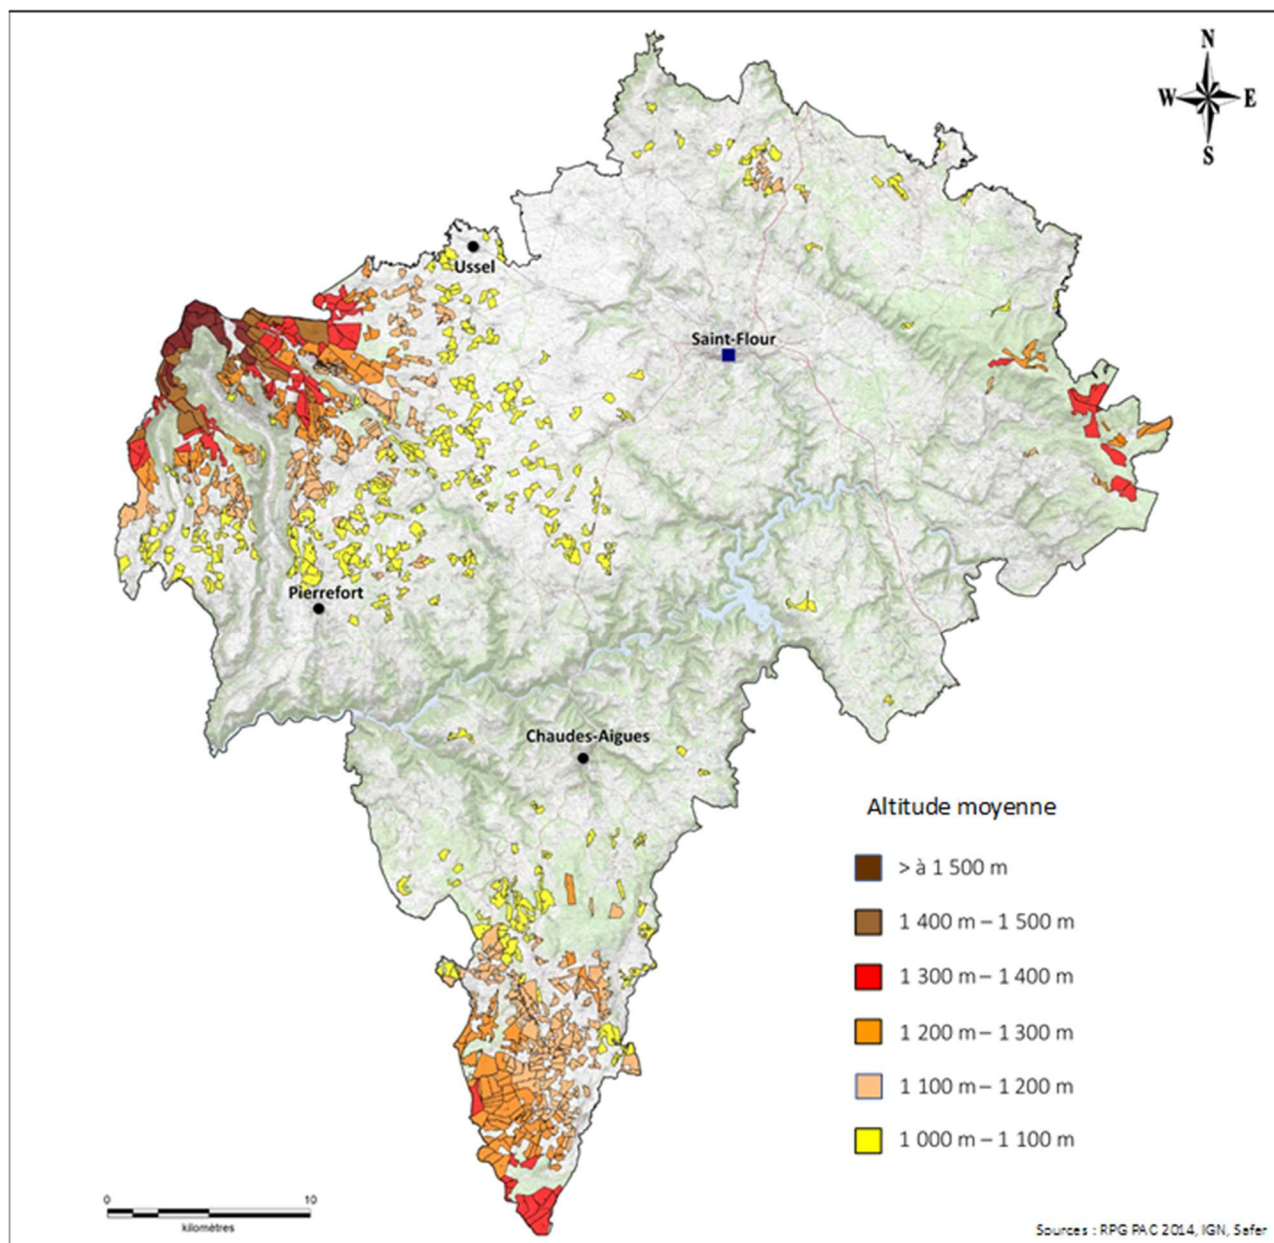 N
W E
S
Ussel
Saint-Flour
Pierrefort
Chaudes-Aigues
Altitude moyenne
> à 1 500 m
1 400 m – 1 500 m
1 300 m – 1 400 m
1 200 m – 1 300 m
1 100 m – 1 200 m
1 000 m – 1 100 m
0 10
kilomètres
Sources : RPG PAC 2014, IGN, Safer